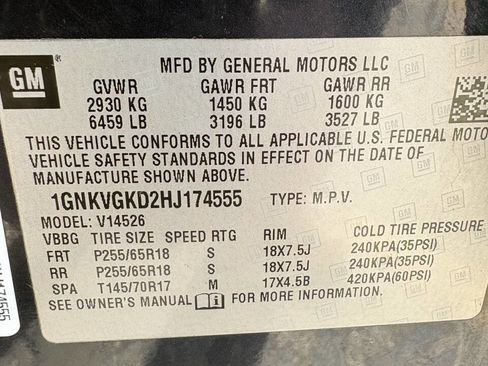 GM
MFD BY GENERAL MOTORS LLC
GVWR GAWR FRT GAWR RR
2930 KG 1450 KG 1600 KG
6459 LB 3196 LB 3527 LB
THIS VEHICLE CONFORMS TO ALL APPLICABLE U.S. FEDERAL MOTO
VEHICLE SAFETY STANDARDS IN EFFECT ON THE DATE OF
MANUFACTURE SHOWN ABOVE.
1GNKVGKD2HJ174555 TYPE: M.P.V.
MODEL: V14526
VBBG TIRE SIZE SPEED RTG RIM COLD TIRE PRESSURE
FRT P255/65R18 S 18X7.5J 240KPA(35PSI)
RR P255/65R18 S 18X7.5J 240KPA(35PSI)
SPA T145/70R17 M 17X4.5B 420KPA(60PSI)
SEE OWNER'S MANUAL i FOR MORE INFORMATION.